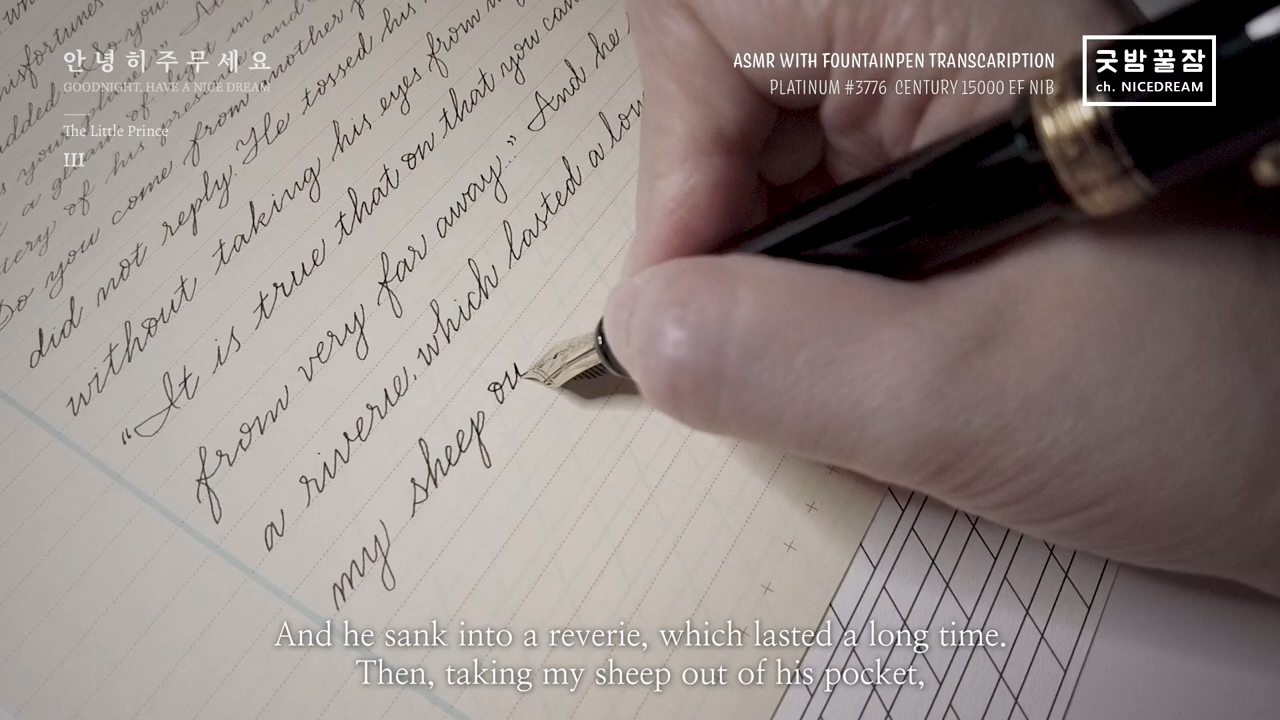 안녕히주무세요
GOODNIGHT, HAVE A NICE DREAM
The Little Prince
III
ASMR WITH FOUNTAINPEN TRANSCARIPTION
PLATINUM #3776 CENTURY 15000 EF NIB
굿밤꿀잠
ch. NICEDREAM
of his
Do you come from another
did not reply. He tossed his
without taking his eyes from
“It is true that on that you can
from very far away...” And he
a riverie, which lasted a
my sheep ou
And he sank into a reverie, which lasted a long time.
Then, taking my sheep out of his pocket,